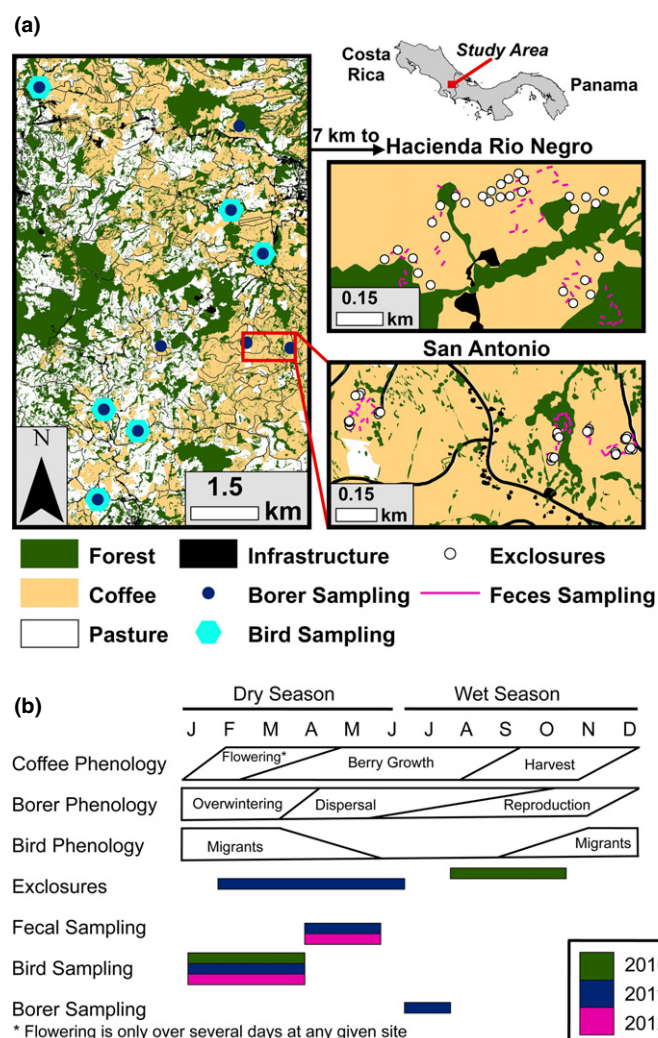 (a)
Costa Rica
Study Area
Panama
7 km to
Hacienda Rio Negro
0.15
km
San Antonio
N
1.5
km
0.15
km
Forest
Infrastructure
Exclosures
Coffee
Borer Sampling
Feces Sampling
Pasture
Bird Sampling
(b)
Dry Season
Wet Season
J F M A M J J A S O N D
Coffee Phenology
Flowering*
Berry Growth
Harvest
Borer Phenology
Overwintering
Dispersal
Reproduction
Bird Phenology
Migrants
Migrants
Exclosures
Fecal Sampling
Bird Sampling
Borer Sampling
* Flowering is only over several days at any given site